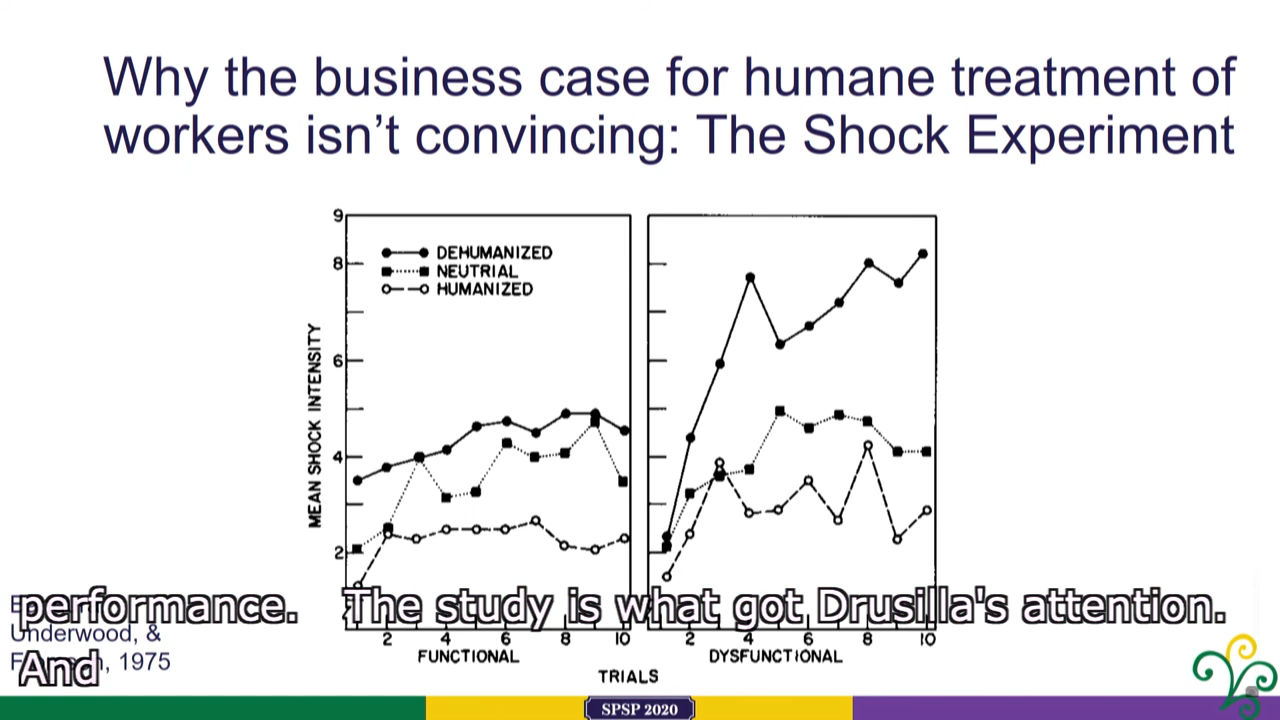 Why the business case for humane treatment of
workers isn't convincing: The Shock Experiment
9
8
6
4
2
MEAN SHOCK INTENSITY
DEHUMANIZED
NEUTRIAL
HUMANIZED
performance. The study is what got Drusilla's attention.
And
Underwood, &
, 1975
2 4 6 8 10
2 4 6 8 10
FUNCTIONAL
DYSFUNCTIONAL
TRIALS
SPSP 2020